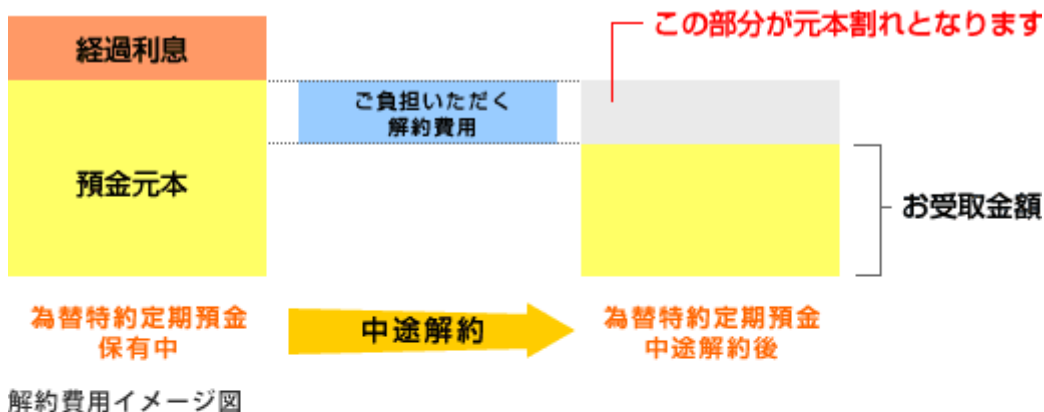 この部分が元本割れとなります
経過利息
ご負担いただく
解約費用
預金元本
お受取金額
為替特約定期預金
保有中
中途解約
為替特約定期預金
中途解約後
解約費用イメージ図